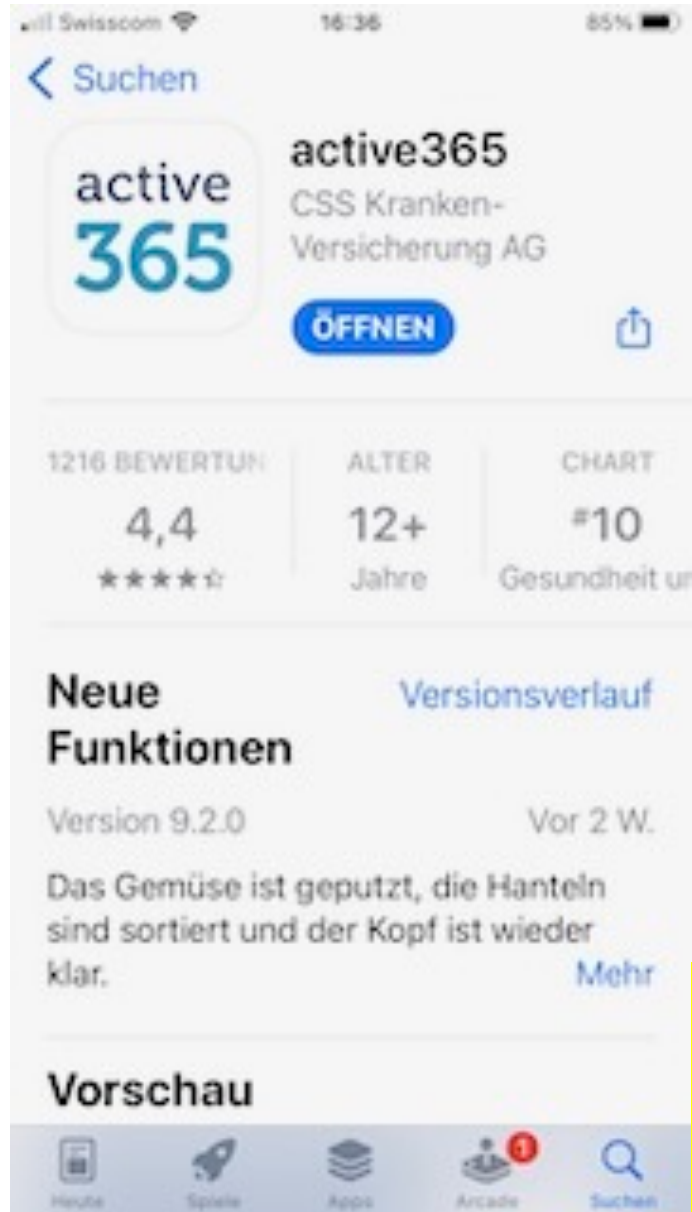 Swisscom 16:36 85%
Suchen
active
365
active365
CSS Kranken-
Versicherung AG
ÖFFNEN
1216 BEWERTUN
ALTER
CHART
4,4
12+
#10
Jahre
Gesundheit un
Neue
Funktionen
Versionsverlauf
Version 9.2.0
Vor 2 W.
Das Gemüse ist geputzt, die Hanteln
sind sortiert und der Kopf ist wieder
klar.
Mehr
Vorschau
1
Heute Spiele Apps Arcade Suchen